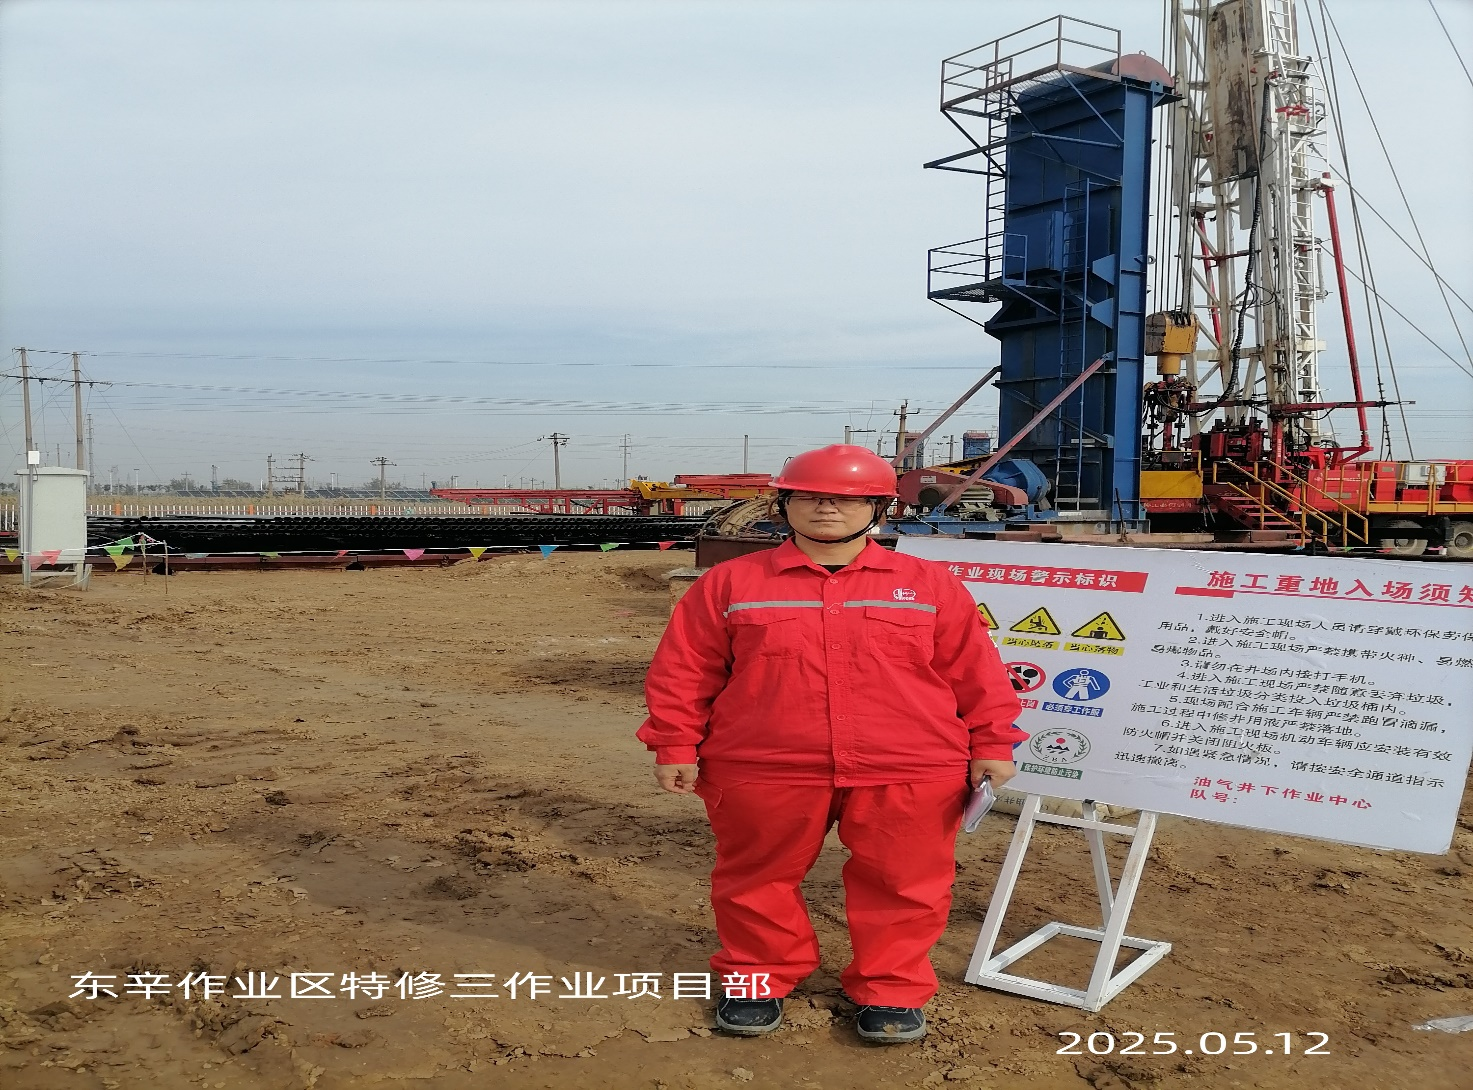 作业现场警示标识
当心坠落
当心落物
必须穿工作服
保护环境防止污染
施工重地入场须知
1.进入施工现场人员请穿戴环保劳保
用品，戴好安全帽。
2.进入施工现场严禁携带火种、易燃
易爆物品。
3.请勿在井场内接打手机。
4.进入施工现场严禁随意丢弃垃圾，
工业和生活垃圾分类投入垃圾桶内。
5.现场配合施工车辆严禁跑冒滴漏，
施工过程中修井用液严禁落地。
6.进入施工现场机动车辆应安装有效
防火帽并关闭阻火板。
7.如遇紧急情况，请按安全通道指示
迅速撤离。
油气井下作业中心
队号：
东辛作业区特修三作业项目部
2025.05.12